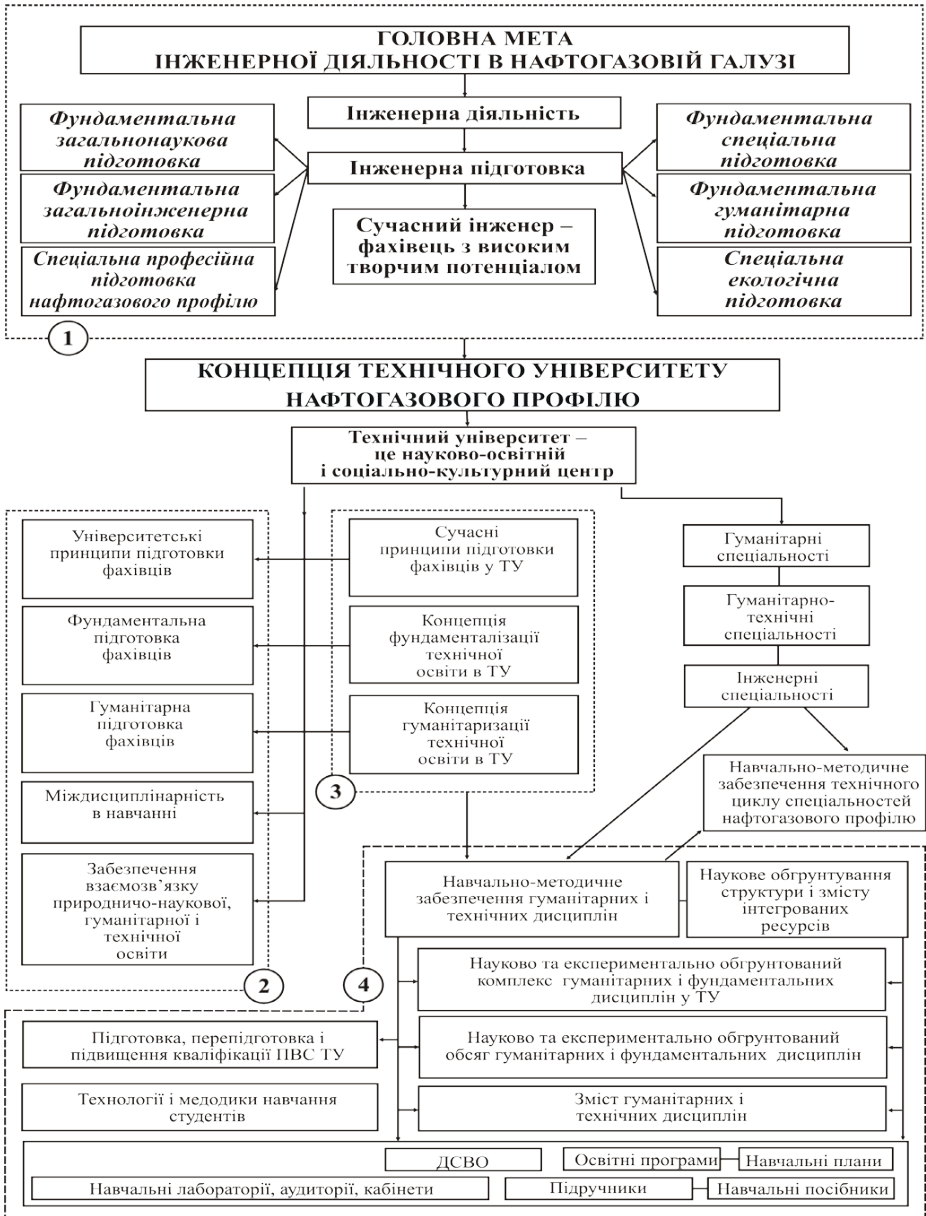 ГОЛОВНА МЕТА
ІНЖЕНЕРНОЇ ДІЯЛЬНОСТІ В НАФТОГАЗОВІЙ ГАЛУЗІ
Інженерна діяльність
Інженерна підготовка
Сучасний інженер –
фахівець з високим
творчим потенціалом
Фундаментальна
загальнонаукова
підготовка
Фундаментальна
загальноінженерна
підготовка
Спеціальна професійна
підготовка
нафтогазового профілю
Фундаментальна
спеціальна
підготовка
Фундаментальна
гуманітарна
підготовка
Спеціальна
екологічна
підготовка
1
КОНЦЕПЦІЯ ТЕХНІЧНОГО УНІВЕРСИТЕТУ
НАФТОГАЗОВОГО ПРОФІЛЮ
Технічний університет –
це науково-освітній
і соціально-культурний центр
Університетські
принципи підготовки
фахівців
Фундаментальна
підготовка
фахівців
Гуманітарна
підготовка
фахівців
Міждисциплінарність
в навчанні
Забезпечення
взаємозв’язку
природничо-наукової,
гуманітарної і
технічної
освіти
2
Сучасні
принципи підготовки
фахівців у ТУ
Концепція
фундаменталізації
технічної
освіти в ТУ
Концепція
гуманітаризації
технічної
освіти в ТУ
3
Гуманітарні
спеціальності
Гуманітарно-
технічні
спеціальності
Інженерні
спеціальності
Навчально-методичне
забезпечення технічного
циклу спеціальностей
нафтогазового профілю
Навчально-методичне
забезпечення гуманітарних і
технічних дисциплін
Наукове обгрунтування
структури і змісту
інтегрованих
ресурсів
4
Науково та експериментально обгрунтований
комплекс гуманітарних і фундаментальних
дисциплін у ТУ
Підготовка, перепідготовка і
підвищення кваліфікації ПВС ТУ
Науково та експериментально обгрунтований
обсяг гуманітарних і фундаментальних дисциплін
Технології і медодики навчання
студентів
Зміст гуманітарних і
технічних дисциплін
ДСВО
Освітні програми
Навчальні плани
Навчальні лабораторії, аудиторії, кабінети
Підручники
Навчальні посібники